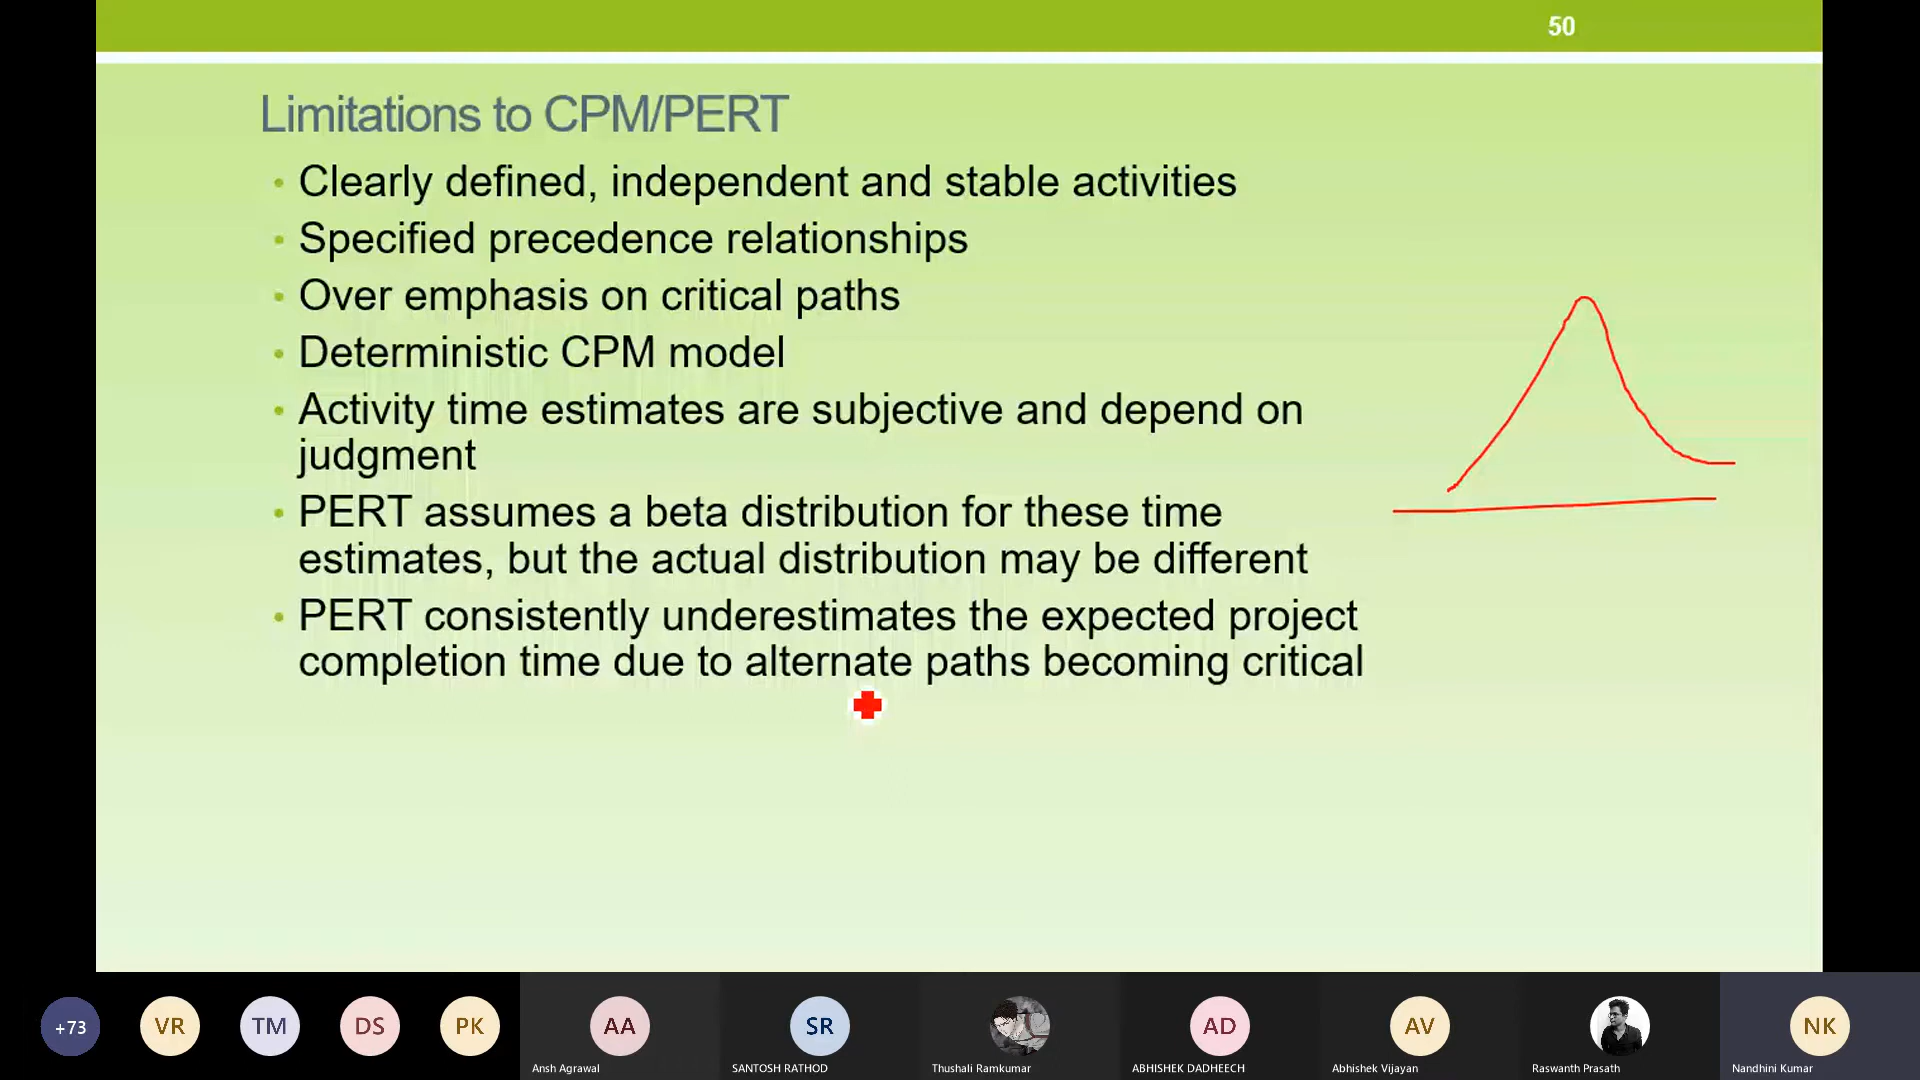 50
Limitations to CPM/PERT
• Clearly defined, independent and stable activities
• Specified precedence relationships
• Over emphasis on critical paths
• Deterministic CPM model
• Activity time estimates are subjective and depend on
judgment
• PERT assumes a beta distribution for these time
estimates, but the actual distribution may be different
• PERT consistently underestimates the expected project
completion time due to alternate paths becoming critical
+73 VR TM DS PK AA SR AD AV NK
Ansh Agrawal SANTOSH RATHOD Thushali Ramkumar ABHISHEK DADHEECH Abhishek Vijayan Raswanth Prasath Nandhini Kumar